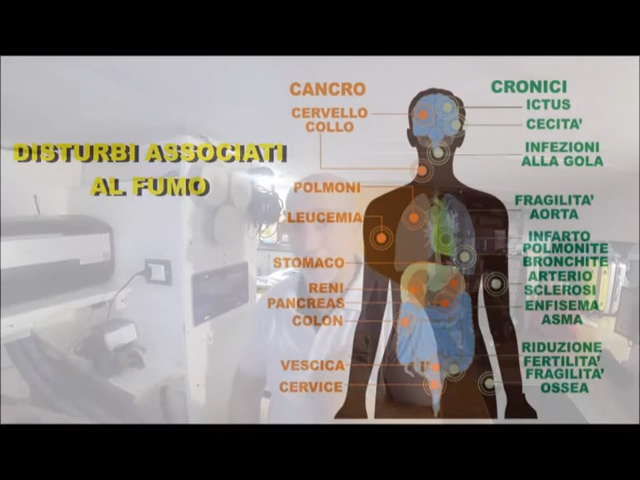 DISTURBI ASSOCIATI
AL FUMO
CANCRO
CERVELLO
COLLO
POLMONI
LEUCEMIA
STOMACO
RENI
PANCREAS
COLON
VESCICA
CERVICE
CRONICI
ICTUS
CECITA'
INFEZIONI
ALLA GOLA
FRAGILITA'
AORTA
INFARTO
POLMONITE
BRONCHITE
ARTERIO
SCLEROSI
ENFISEMA
ASMA
RIDUZIONE
FERTILITA'
FRAGILITA'
OSSEA